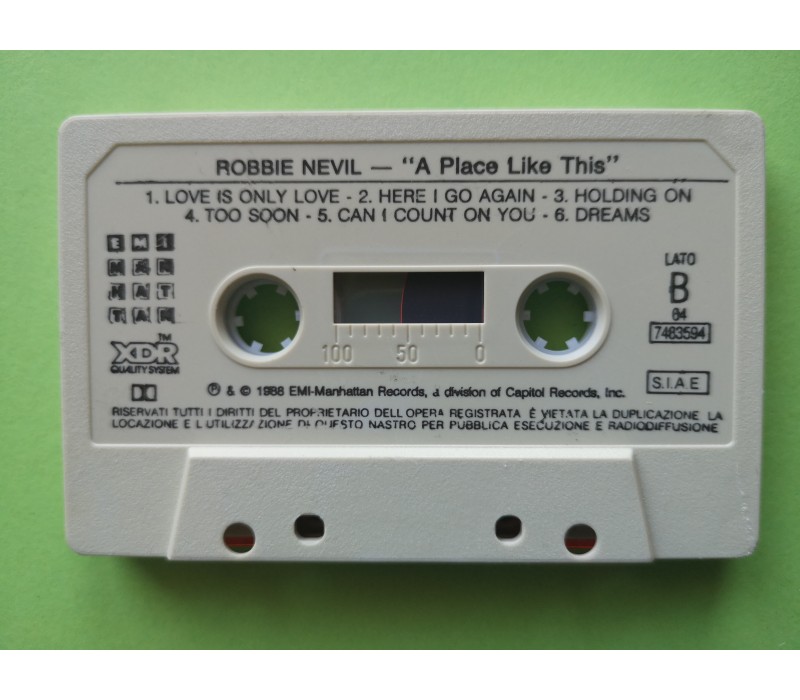 ROBBIE NEVIL — "A Place Like This"
1. LOVE IS ONLY LOVE - 2. HERE I GO AGAIN - 3. HOLDING ON
4. TOO SOON - 5. CAN I COUNT ON YOU - 6. DREAMS
EMI
MAN
HAT
TAN
LATO
B
64
7483594
100 50 0
XDR™
QUALITY SYSTEM
℗ & © 1988 EMI-Manhattan Records, a division of Capitol Records, Inc.
S.I.A.E
RISERVATI TUTTI I DIRITTI DEL PROPRIETARIO DELL'OPERA REGISTRATA È VIETATA LA DUPLICAZIONE LA
LOCAZIONE E L'UTILIZZAZIONE DI QUESTO NASTRO PER PUBBLICA ESECUZIONE E RADIODIFFUSIONE